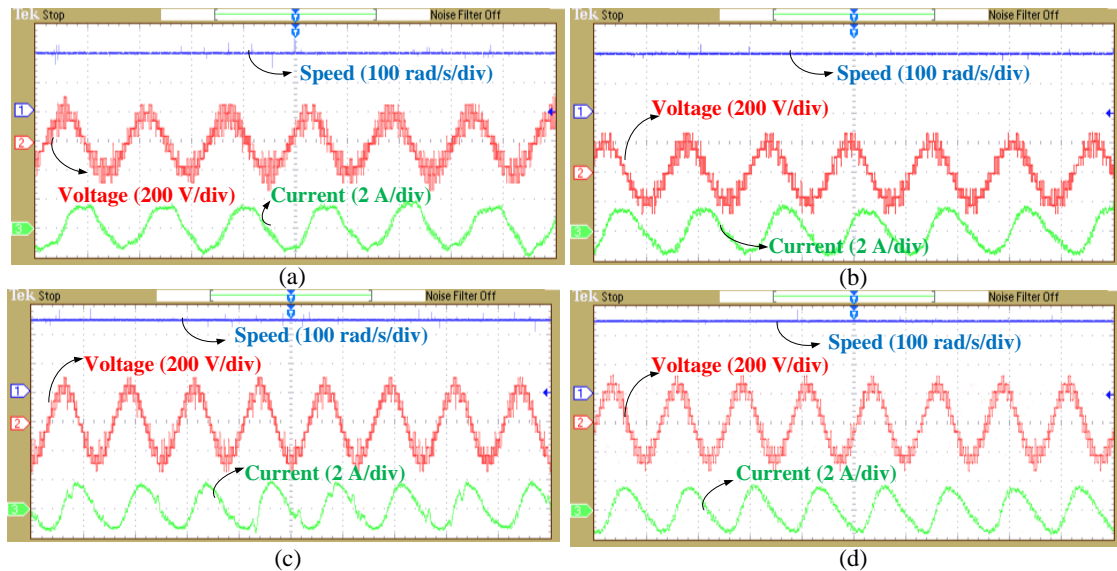 Tek Stop
Noise Filter Off
Speed (100 rad/s/div)
1
2
Voltage (200 V/div)
Current (2 A/div)
3
(a)
Tek Stop
Noise Filter Off
Speed (100 rad/s/div)
Voltage (200 V/div)
1
2
3
Current (2 A/div)
(b)
Tek Stop
Noise Filter Off
Speed (100 rad/s/div)
Voltage (200 V/div)
1
2
Current (2 A/div)
3
(c)
Tek Stop
Noise Filter Off
Speed (100 rad/s/div)
Voltage (200 V/div)
1
2
Current (2 A/div)
3
(d)